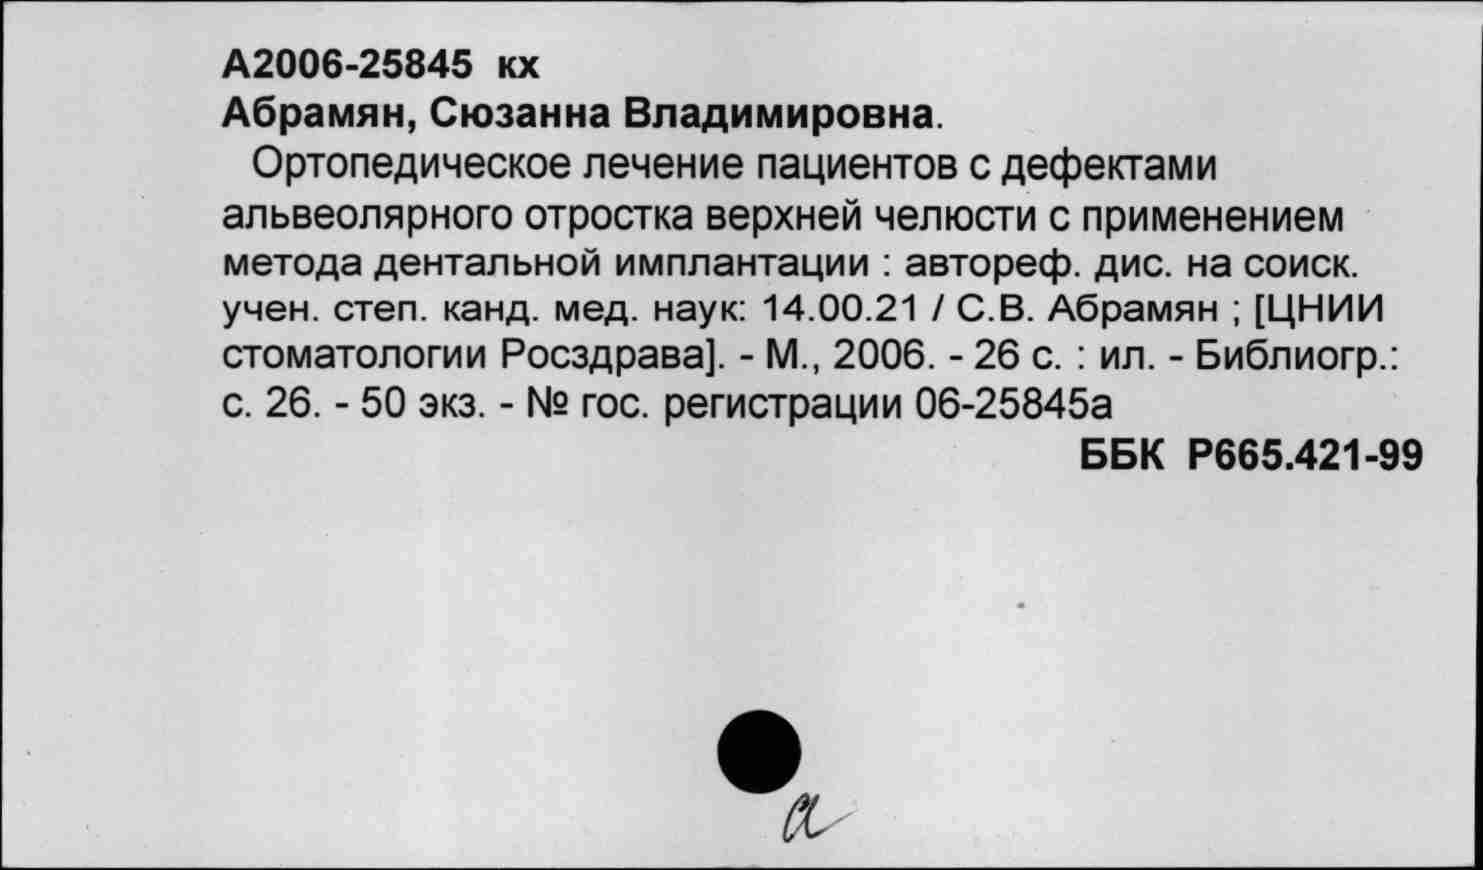 А2006-25845 кх
Абрамян, Сюзанна Владимировна.
Ортопедическое лечение пациентов с дефектами
альвеолярного отростка верхней челюсти с применением
метода дентальной имплантации : автореф. дис. на соиск.
учен. степ. канд. мед. наук: 14.00.21 / С.В. Абрамян ; [ЦНИИ
стоматологии Росздрава]. - М., 2006. - 26 с. : ил. - Библиогр.:
с. 26. - 50 экз. - № гос. регистрации 06-25845а
ББК Р665.421-99
а